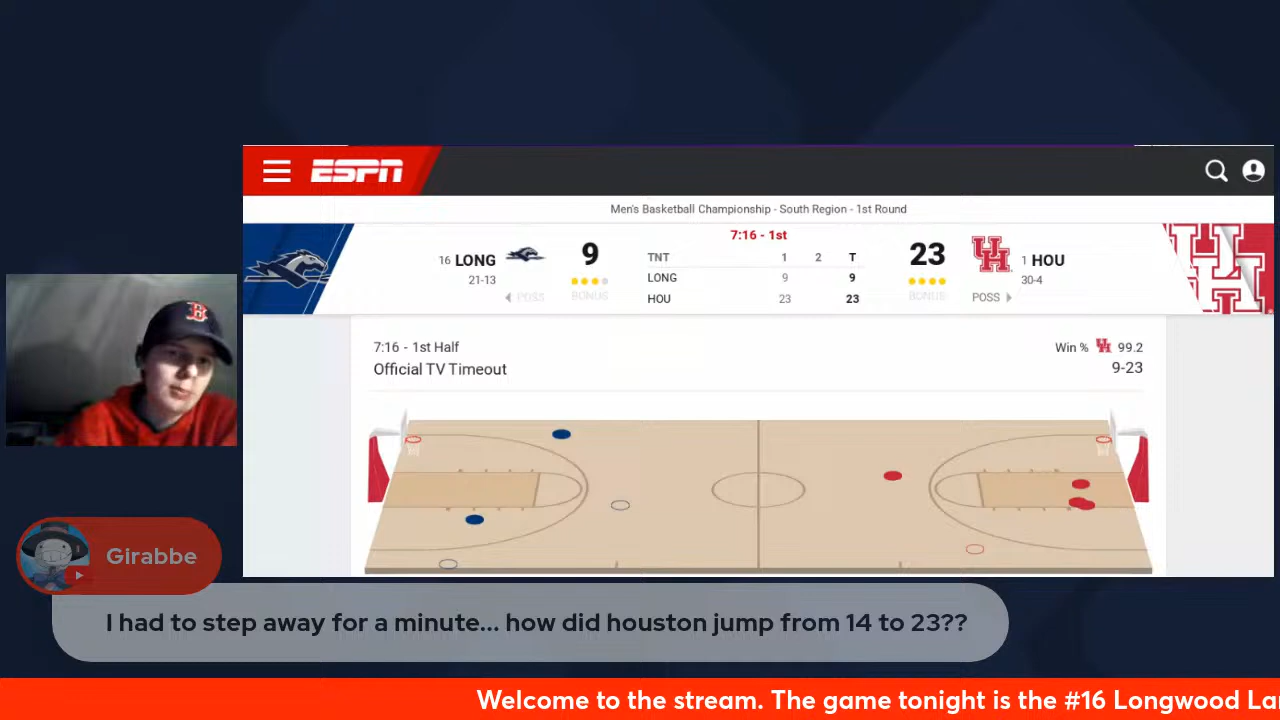 ESPN
Men's Basketball Championship - South Region - 1st Round
7:16 - 1st
16 LONG
21-13
9
BONUS
POSS
TNT 1 2 T
LONG 9 9
HOU 23 23
23
BONUS
1 HOU
30-4
POSS
7:16 - 1st Half
Official TV Timeout
Win % 99.2
9-23
B
Girabbe
I had to step away for a minute... how did houston jump from 14 to 23??
Welcome to the stream. The game tonight is the #16 Longwood La